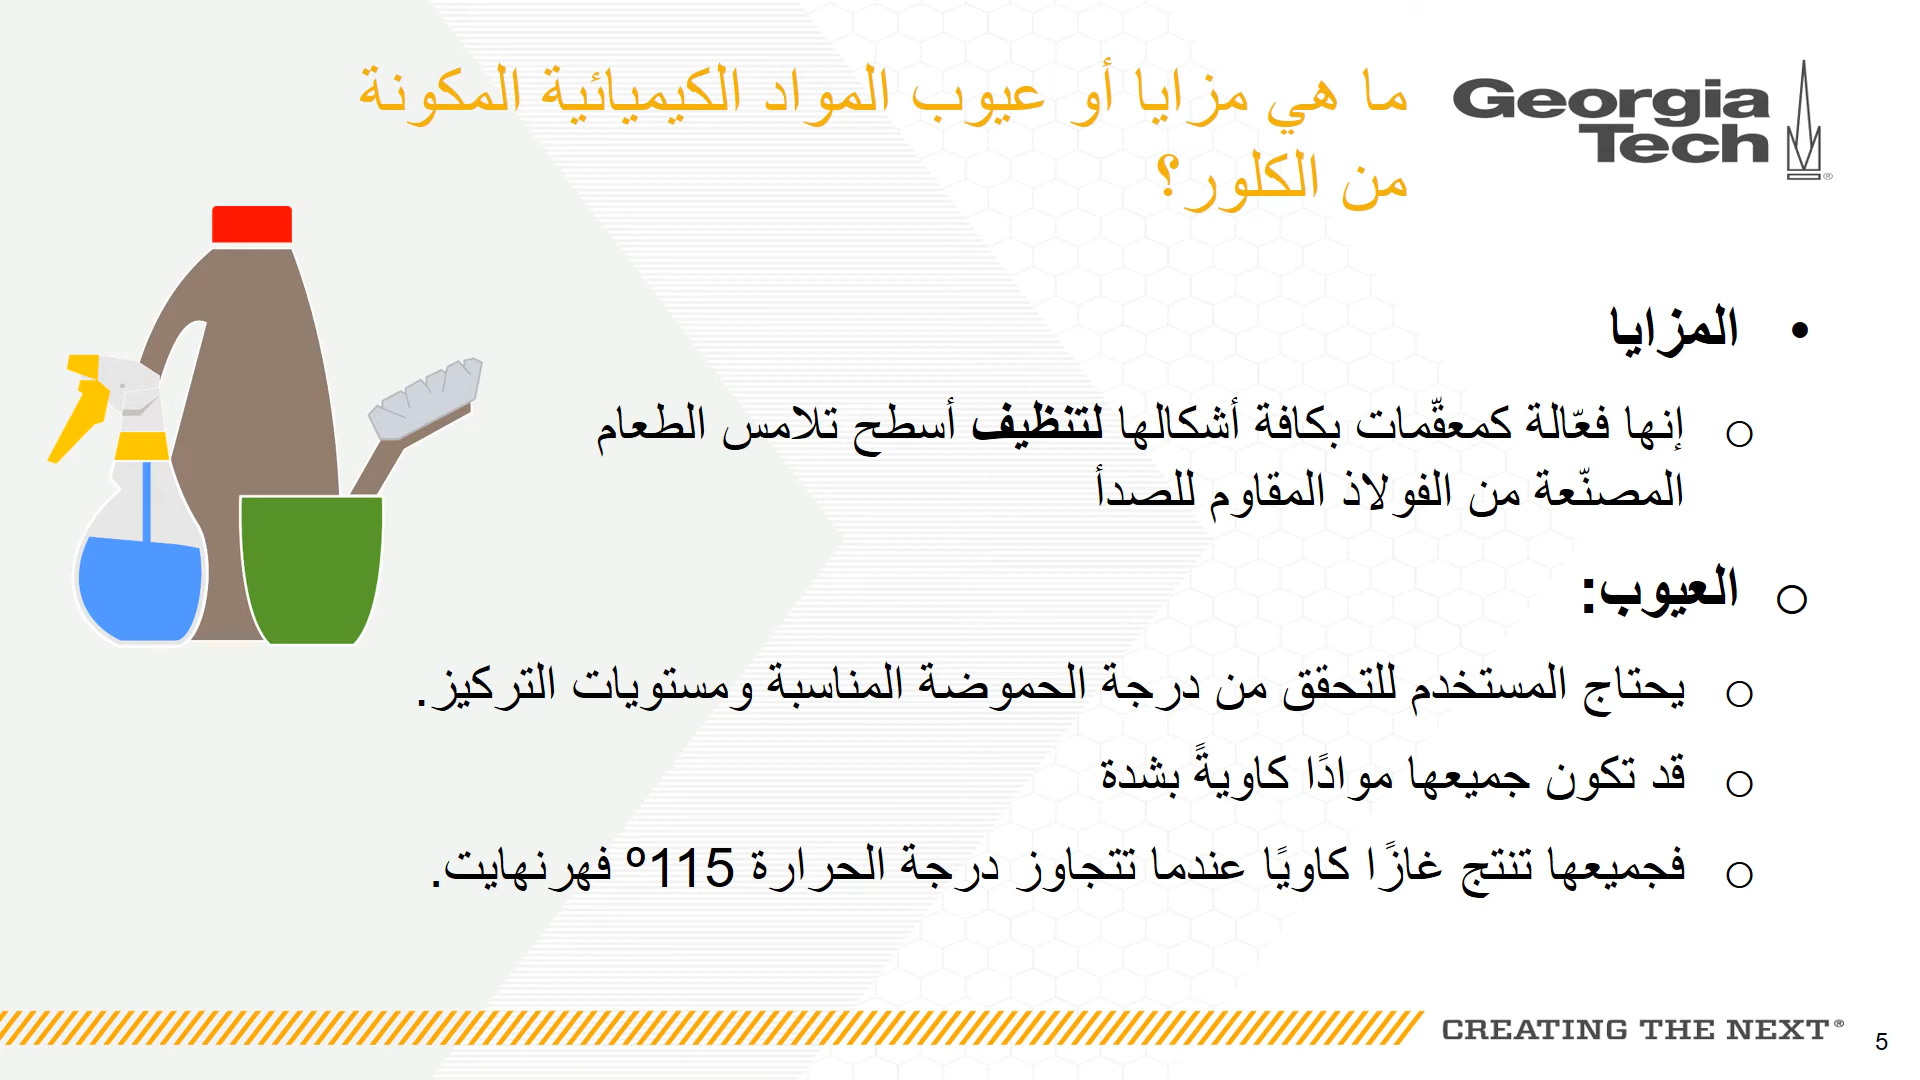 ما هي مزايا أو عيوب المواد الكيميائية المكونة
من الكلور؟
Georgia
Tech
®
• المزايا
o إنها فعّالة كمعقّمات بكافة أشكالها لتنظيف أسطح تلامس الطعام
المصنّعة من الفولاذ المقاوم للصدأ
o العيوب:
o يحتاج المستخدم للتحقق من درجة الحموضة المناسبة ومستويات التركيز.
o قد تكون جميعها موادًا كاويةً بشدة
o فجميعها تنتج غازًا كاويًا عندما تتجاوز درجة الحرارة 115º فهرنهايت.
CREATING THE NEXT®
5